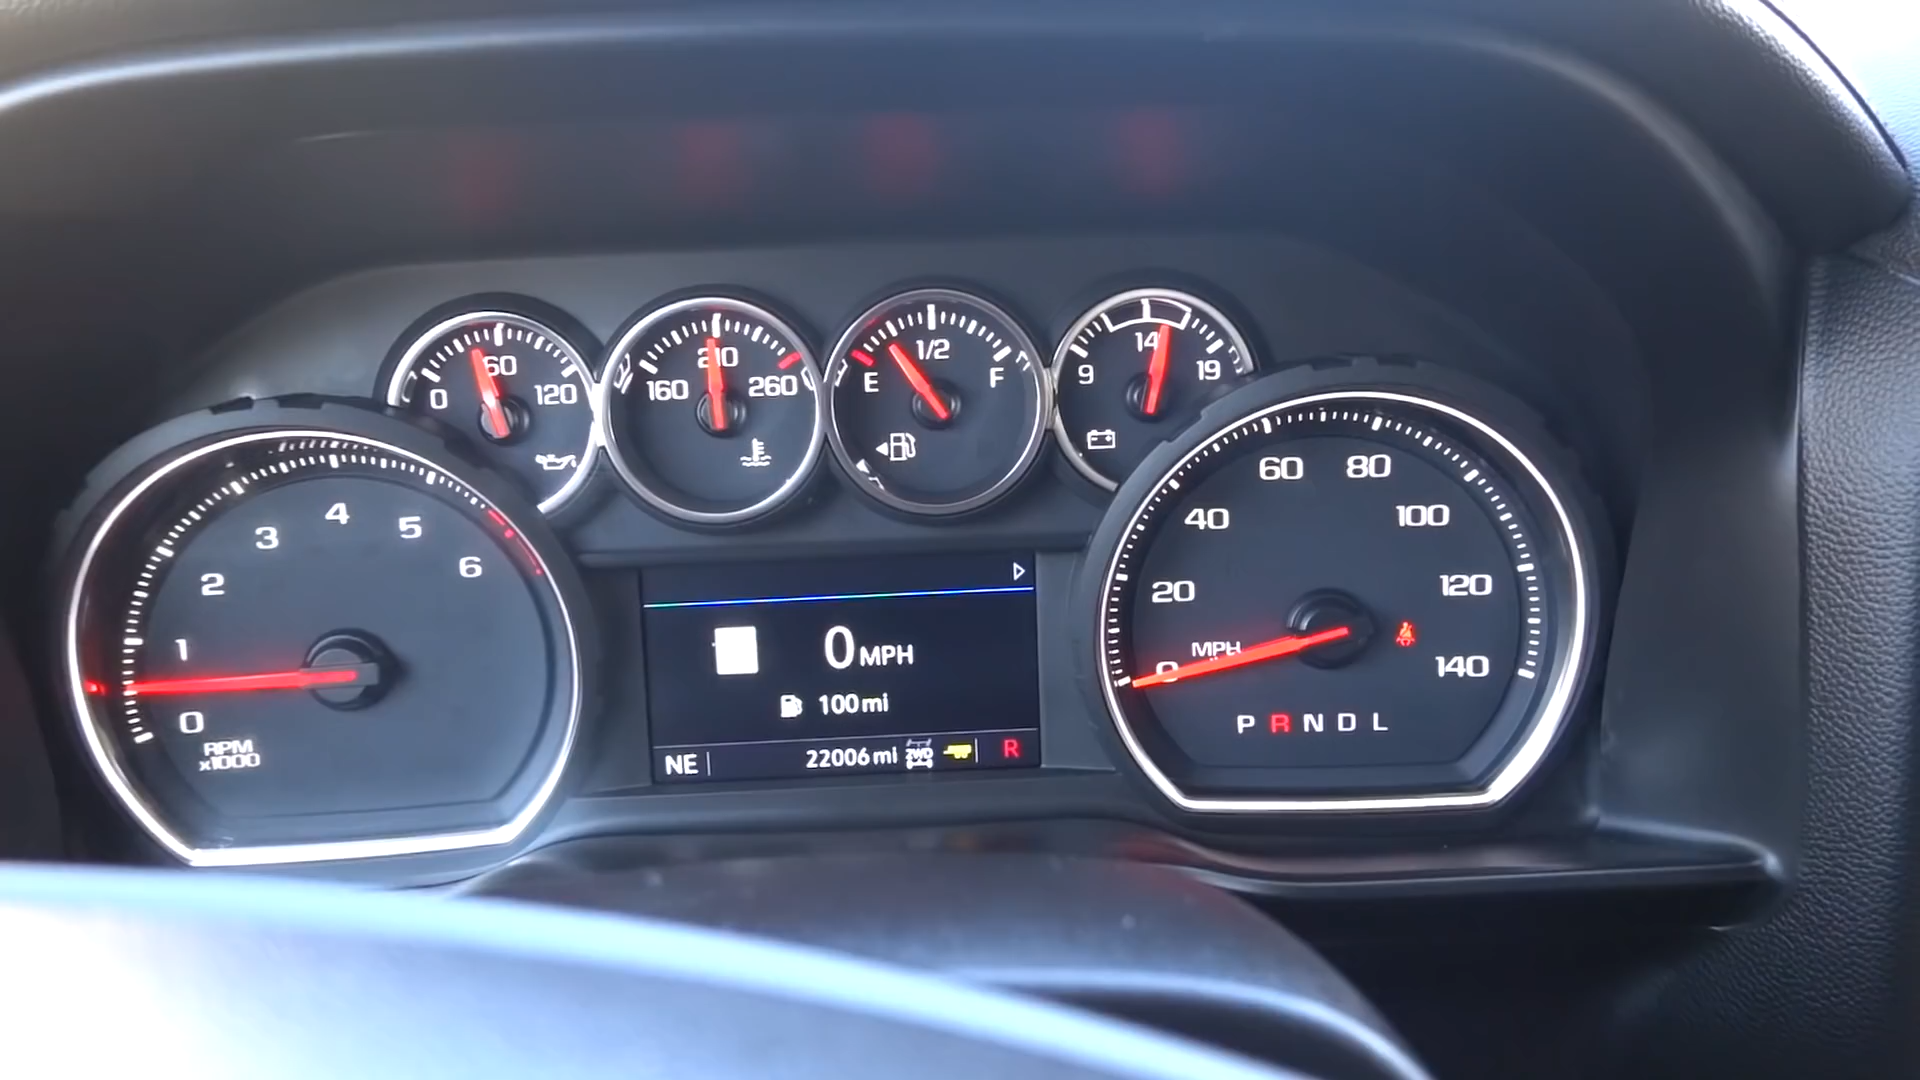 0 60 120
160 210 260
E 1/2 F
9 14 19
0 1 2 3 4 5 6
RPM
x1000
0 MPH
100 mi
NE 22006 mi 2WD R
0 20 40 60 80 100 120 140
MPH
P R N D L